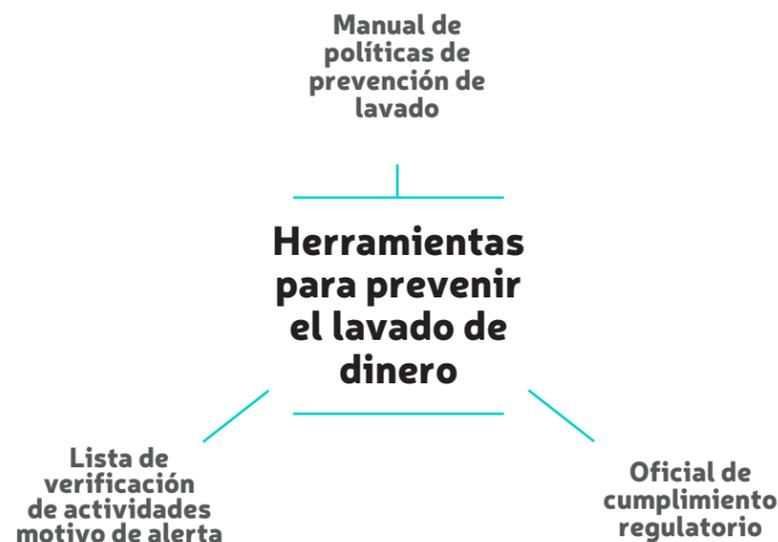 Manual de
políticas de
prevención de
lavado
Herramientas
para prevenir
el lavado de
dinero
Lista de
verificación
de actividades
motivo de alerta
Oficial de
cumplimiento
regulatorio